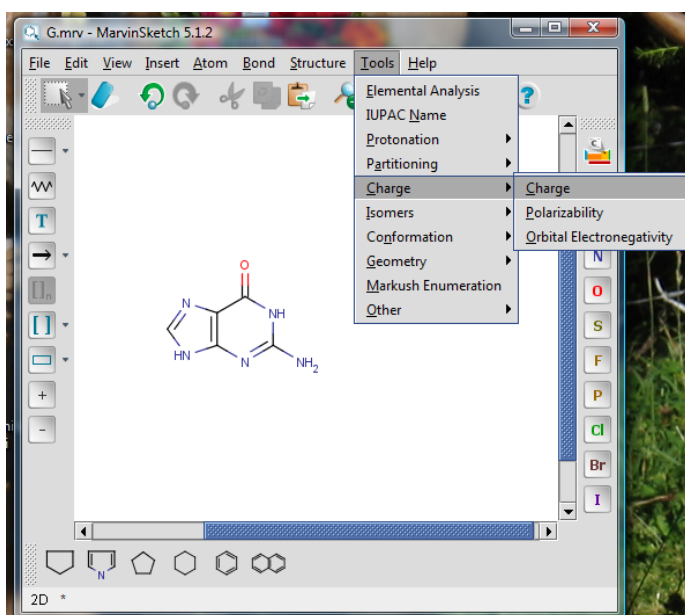 G.mrv - MarvinSketch 5.1.2
File Edit View Insert Atom Bond Structure Tools Help
Elemental Analysis
IUPAC Name
Protonation
Partitioning
Charge
Isomers
Conformation
Geometry
Markush Enumeration
Other
Charge
Polarizability
Orbital Electronegativity
T
n
?
C
N
O
S
F
P
Cl
Br
I
O
N
NH
HN
N
NH2
N
2D *